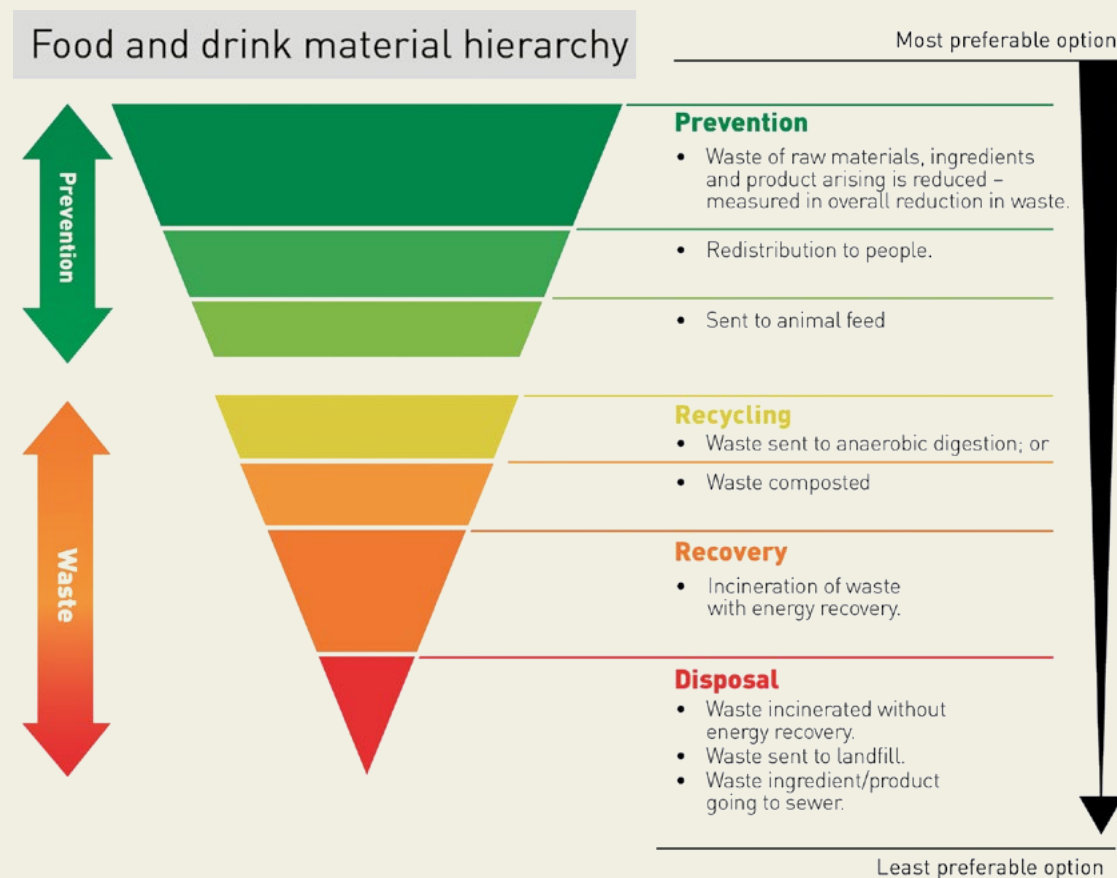 Food and drink material hierarchy
Most preferable option
Prevention
Prevention
• Waste of raw materials, ingredients
and product arising is reduced –
measured in overall reduction in waste.
• Redistribution to people.
• Sent to animal feed
Waste
Recycling
• Waste sent to anaerobic digestion; or
• Waste composted
Recovery
• Incineration of waste
with energy recovery.
Disposal
• Waste incinerated without
energy recovery.
• Waste sent to landfill.
• Waste ingredient/product
going to sewer.
Least preferable option